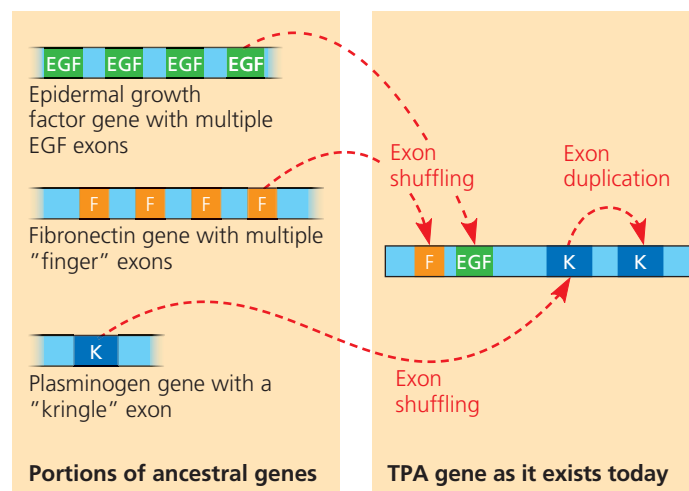 EGF EGF EGF EGF
Epidermal growth
factor gene with multiple
EGF exons
F F F F
Fibronectin gene with multiple
"finger" exons
K
Plasminogen gene with a
"kringle" exon
Portions of ancestral genes
Exon
shuffling
Exon
duplication
F EGF K K
Exon
shuffling
TPA gene as it exists today